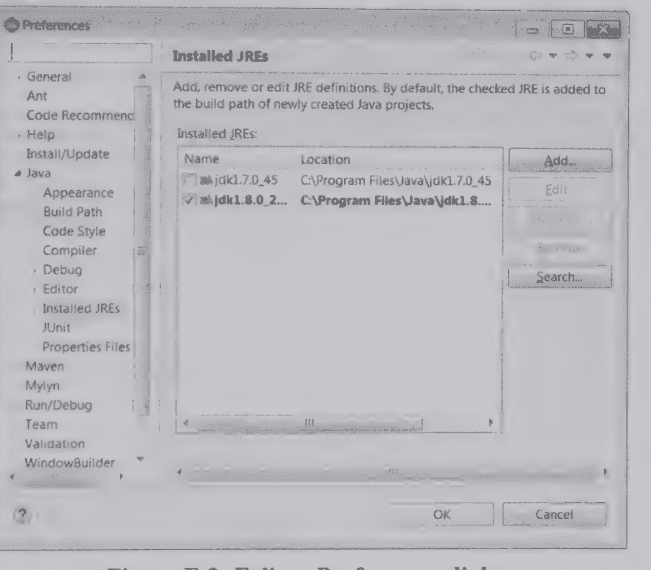 Preferences
Installed JREs
General
Ant
Code Recommend
Help
Install/Update
Java
Appearance
Build Path
Code Style
Compiler
Debug
Editor
Installed JREs
JUnit
Properties Files
Maven
Mylyn
Run/Debug
Team
Validation
WindowBuilder
Add, remove or edit JRE definitions. By default, the checked JRE is added to
the build path of newly created Java projects.
Installed JREs:
Name Location
jdk1.7.0_45 C:\Program Files\Java\jdk1.7.0_45
jdk1.8.0_2... C:\Program Files\Java\jdk1.8....
Add...
Edit
Search...
OK Cancel